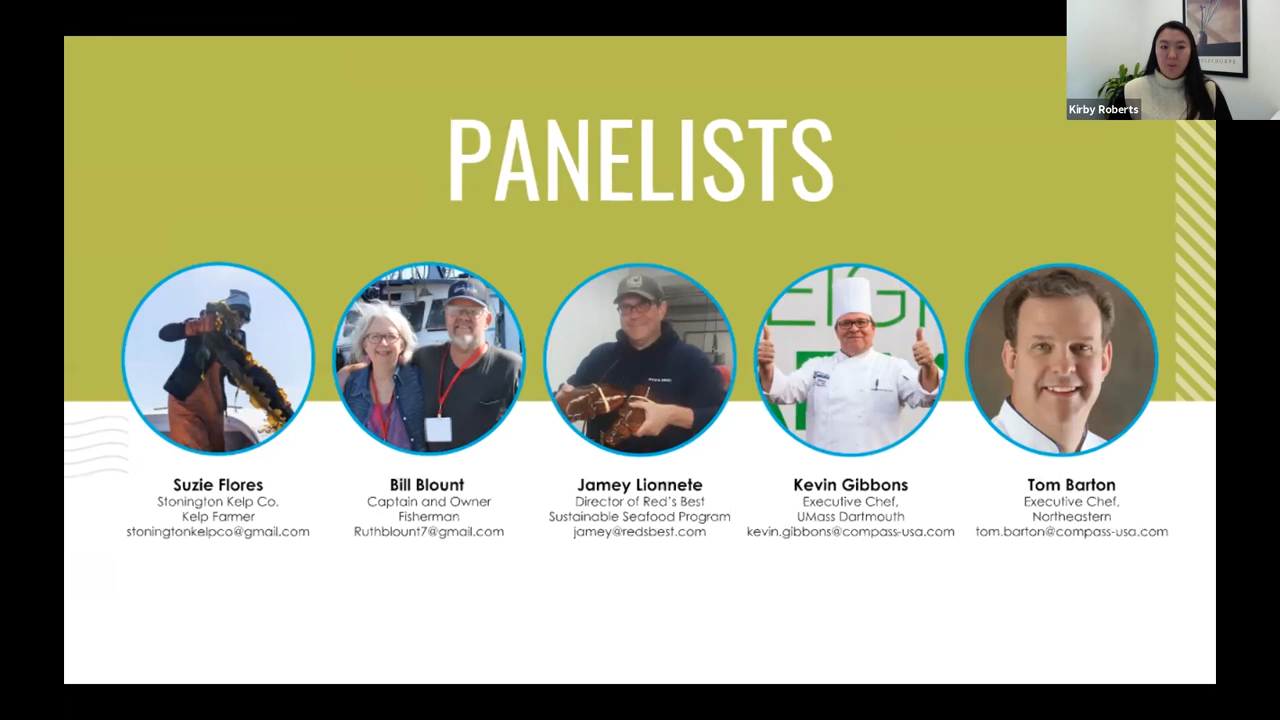 Kirby Roberts
PANELISTS
Suzie Flores
Stonington Kelp Co.
Kelp Farmer
stoningtonkelpco@gmail.com
Bill Blount
Captain and Owner
Fisherman
Ruthblount7@gmail.com
Jamey Lionnete
Director of Red's Best
Sustainable Seafood Program
jamey@redsbest.com
Kevin Gibbons
Executive Chef,
UMass Dartmouth
kevin.gibbons@compass-usa.com
Tom Barton
Executive Chef,
Northeastern
tom.barton@compass-usa.com